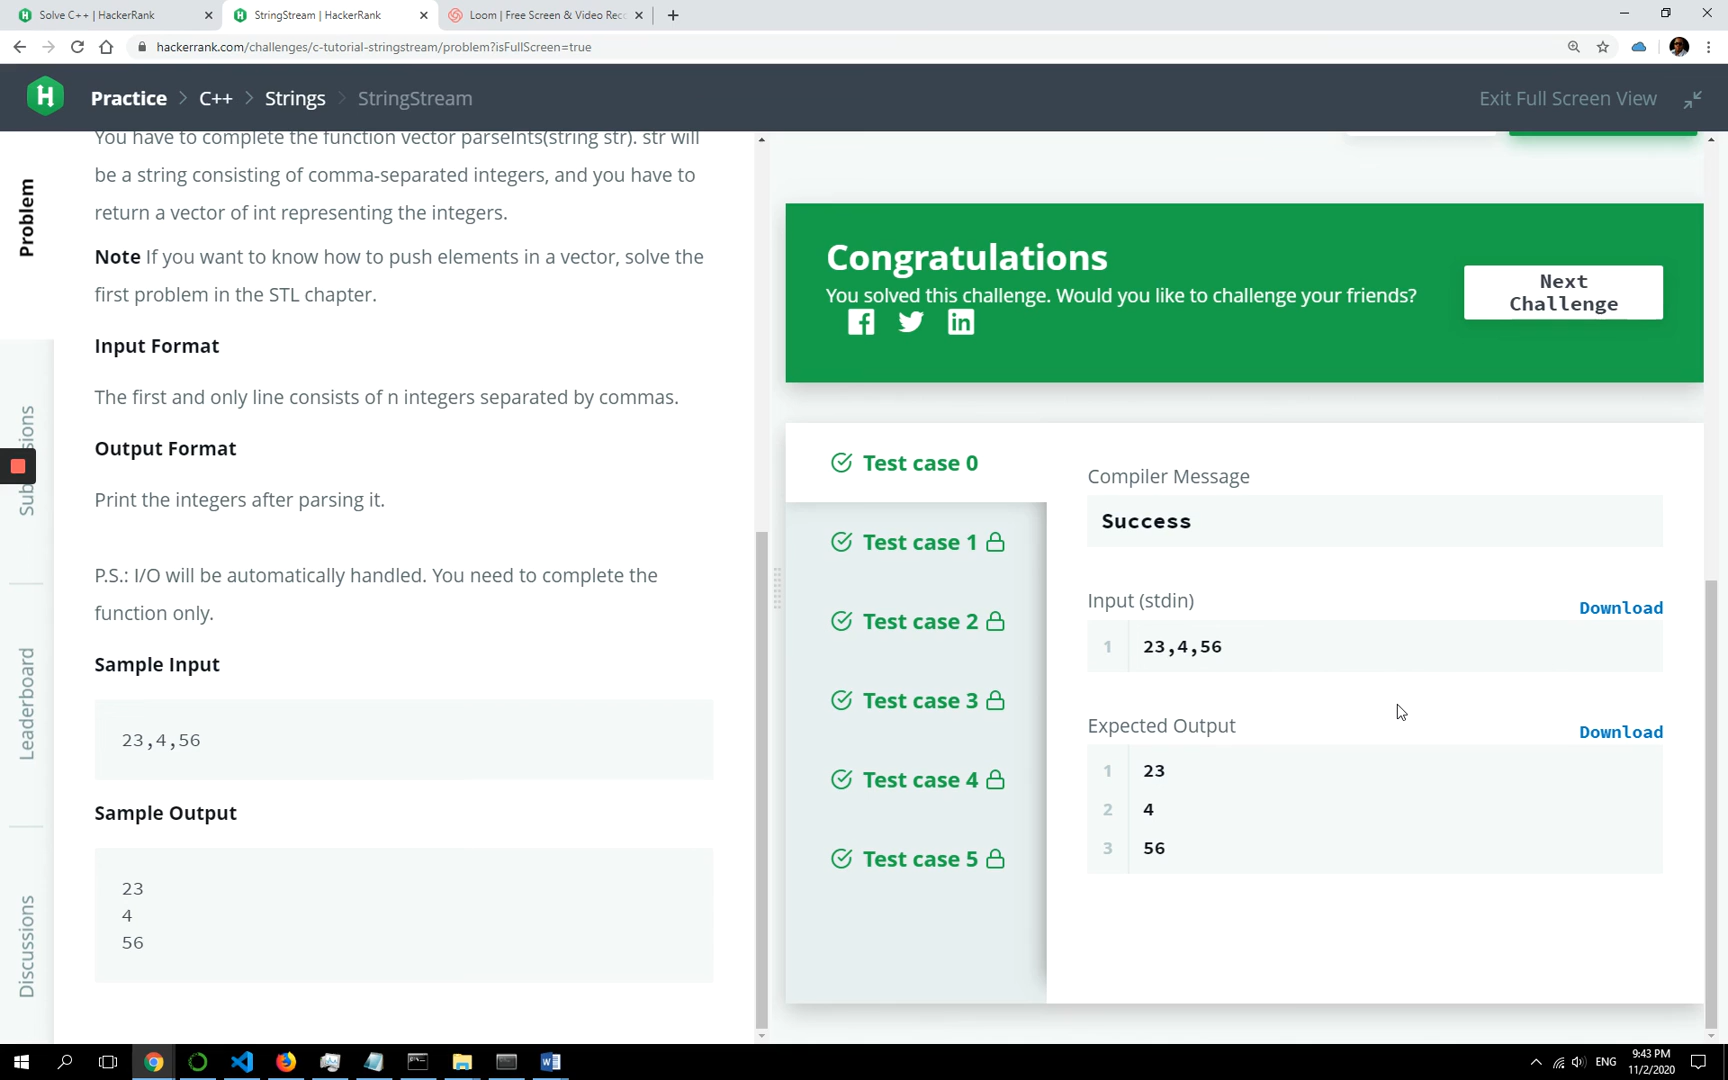 Solve C++ | HackerRank
StringStream | HackerRank
Loom | Free Screen & Video Rec
hackerrank.com/challenges/c-tutorial-stringstream/problem?isFullScreen=true
H
Practice > C++ > Strings > StringStream
Exit Full Screen View
Problem
Submissions
Leaderboard
Discussions
You have to complete the function vector parseInts(string str). str will
be a string consisting of comma-separated integers, and you have to
return a vector of int representing the integers.
Note If you want to know how to push elements in a vector, solve the
first problem in the STL chapter.
Input Format
The first and only line consists of n integers separated by commas.
Output Format
Print the integers after parsing it.
P.S.: I/O will be automatically handled. You need to complete the
function only.
Sample Input
23,4,56
Sample Output
23
4
56
Congratulations
You solved this challenge. Would you like to challenge your friends?
Next
Challenge
Test case 0
Test case 1
Test case 2
Test case 3
Test case 4
Test case 5
Compiler Message
Success
Input (stdin)
Download
1 23,4,56
Expected Output
Download
1 23
2 4
3 56
ENG
9:43 PM
11/2/2020